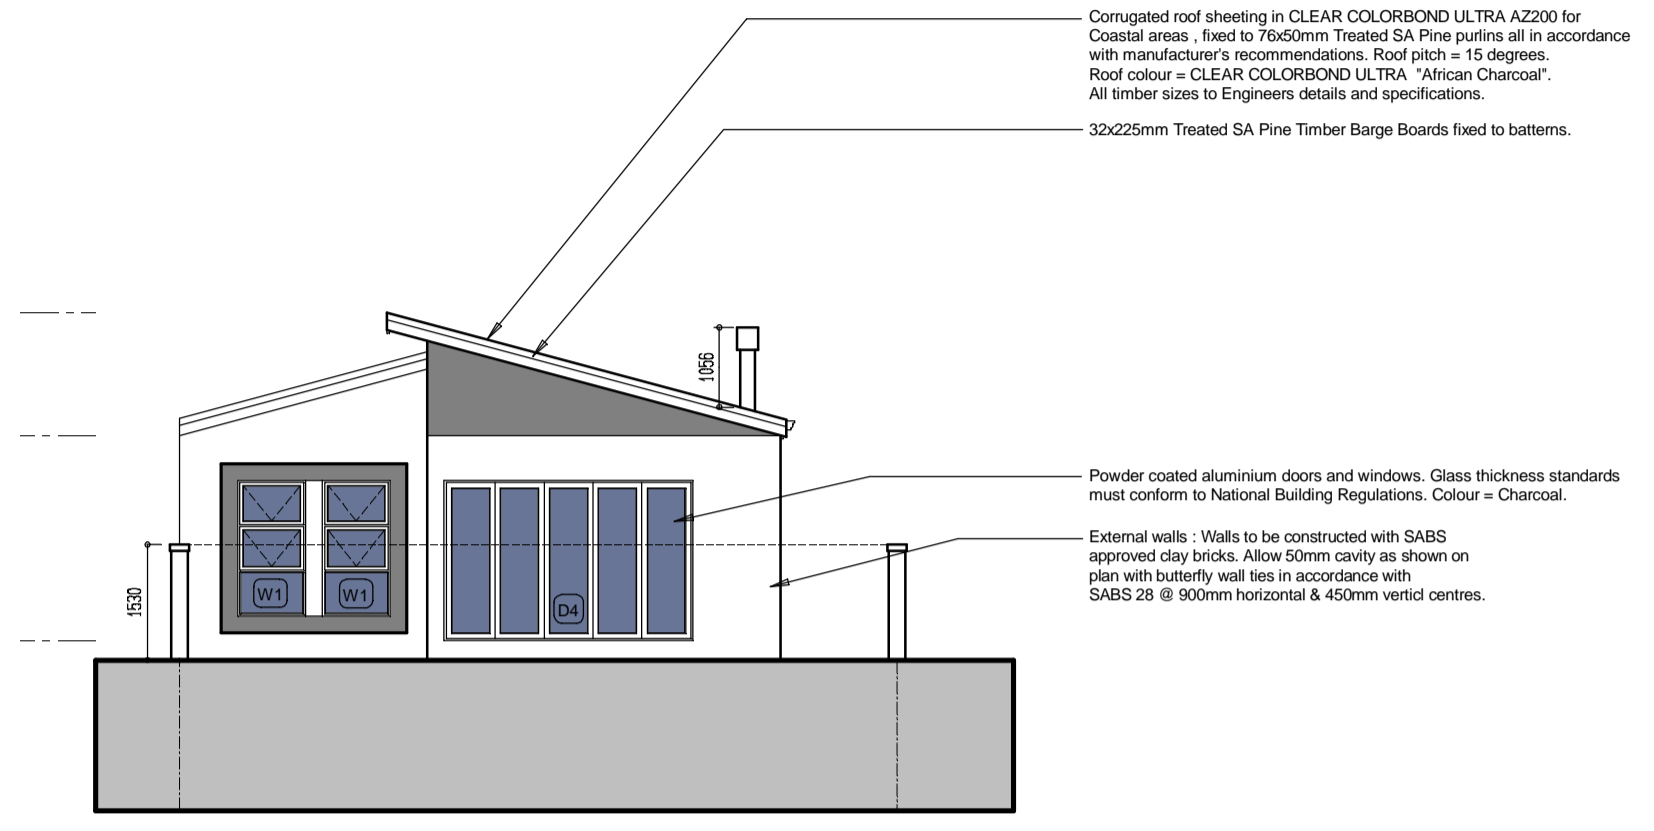 Corrugated roof sheeting in CLEAR COLORBOND ULTRA AZ200 for
Coastal areas , fixed to 76x50mm Treated SA Pine purlins all in accordance
with manufacturer's recommendations. Roof pitch = 15 degrees.
Roof colour = CLEAR COLORBOND ULTRA "African Charcoal".
All timber sizes to Engineers details and specifications.
32x225mm Treated SA Pine Timber Barge Boards fixed to batterns.
1056
Powder coated aluminium doors and windows. Glass thickness standards
must conform to National Building Regulations. Colour = Charcoal.
External walls : Walls to be constructed with SABS
approved clay bricks. Allow 50mm cavity as shown on
plan with butterfly wall ties in accordance with
SABS 28 @ 900mm horizontal & 450mm verticl centres.
1530
W1
W1
D4